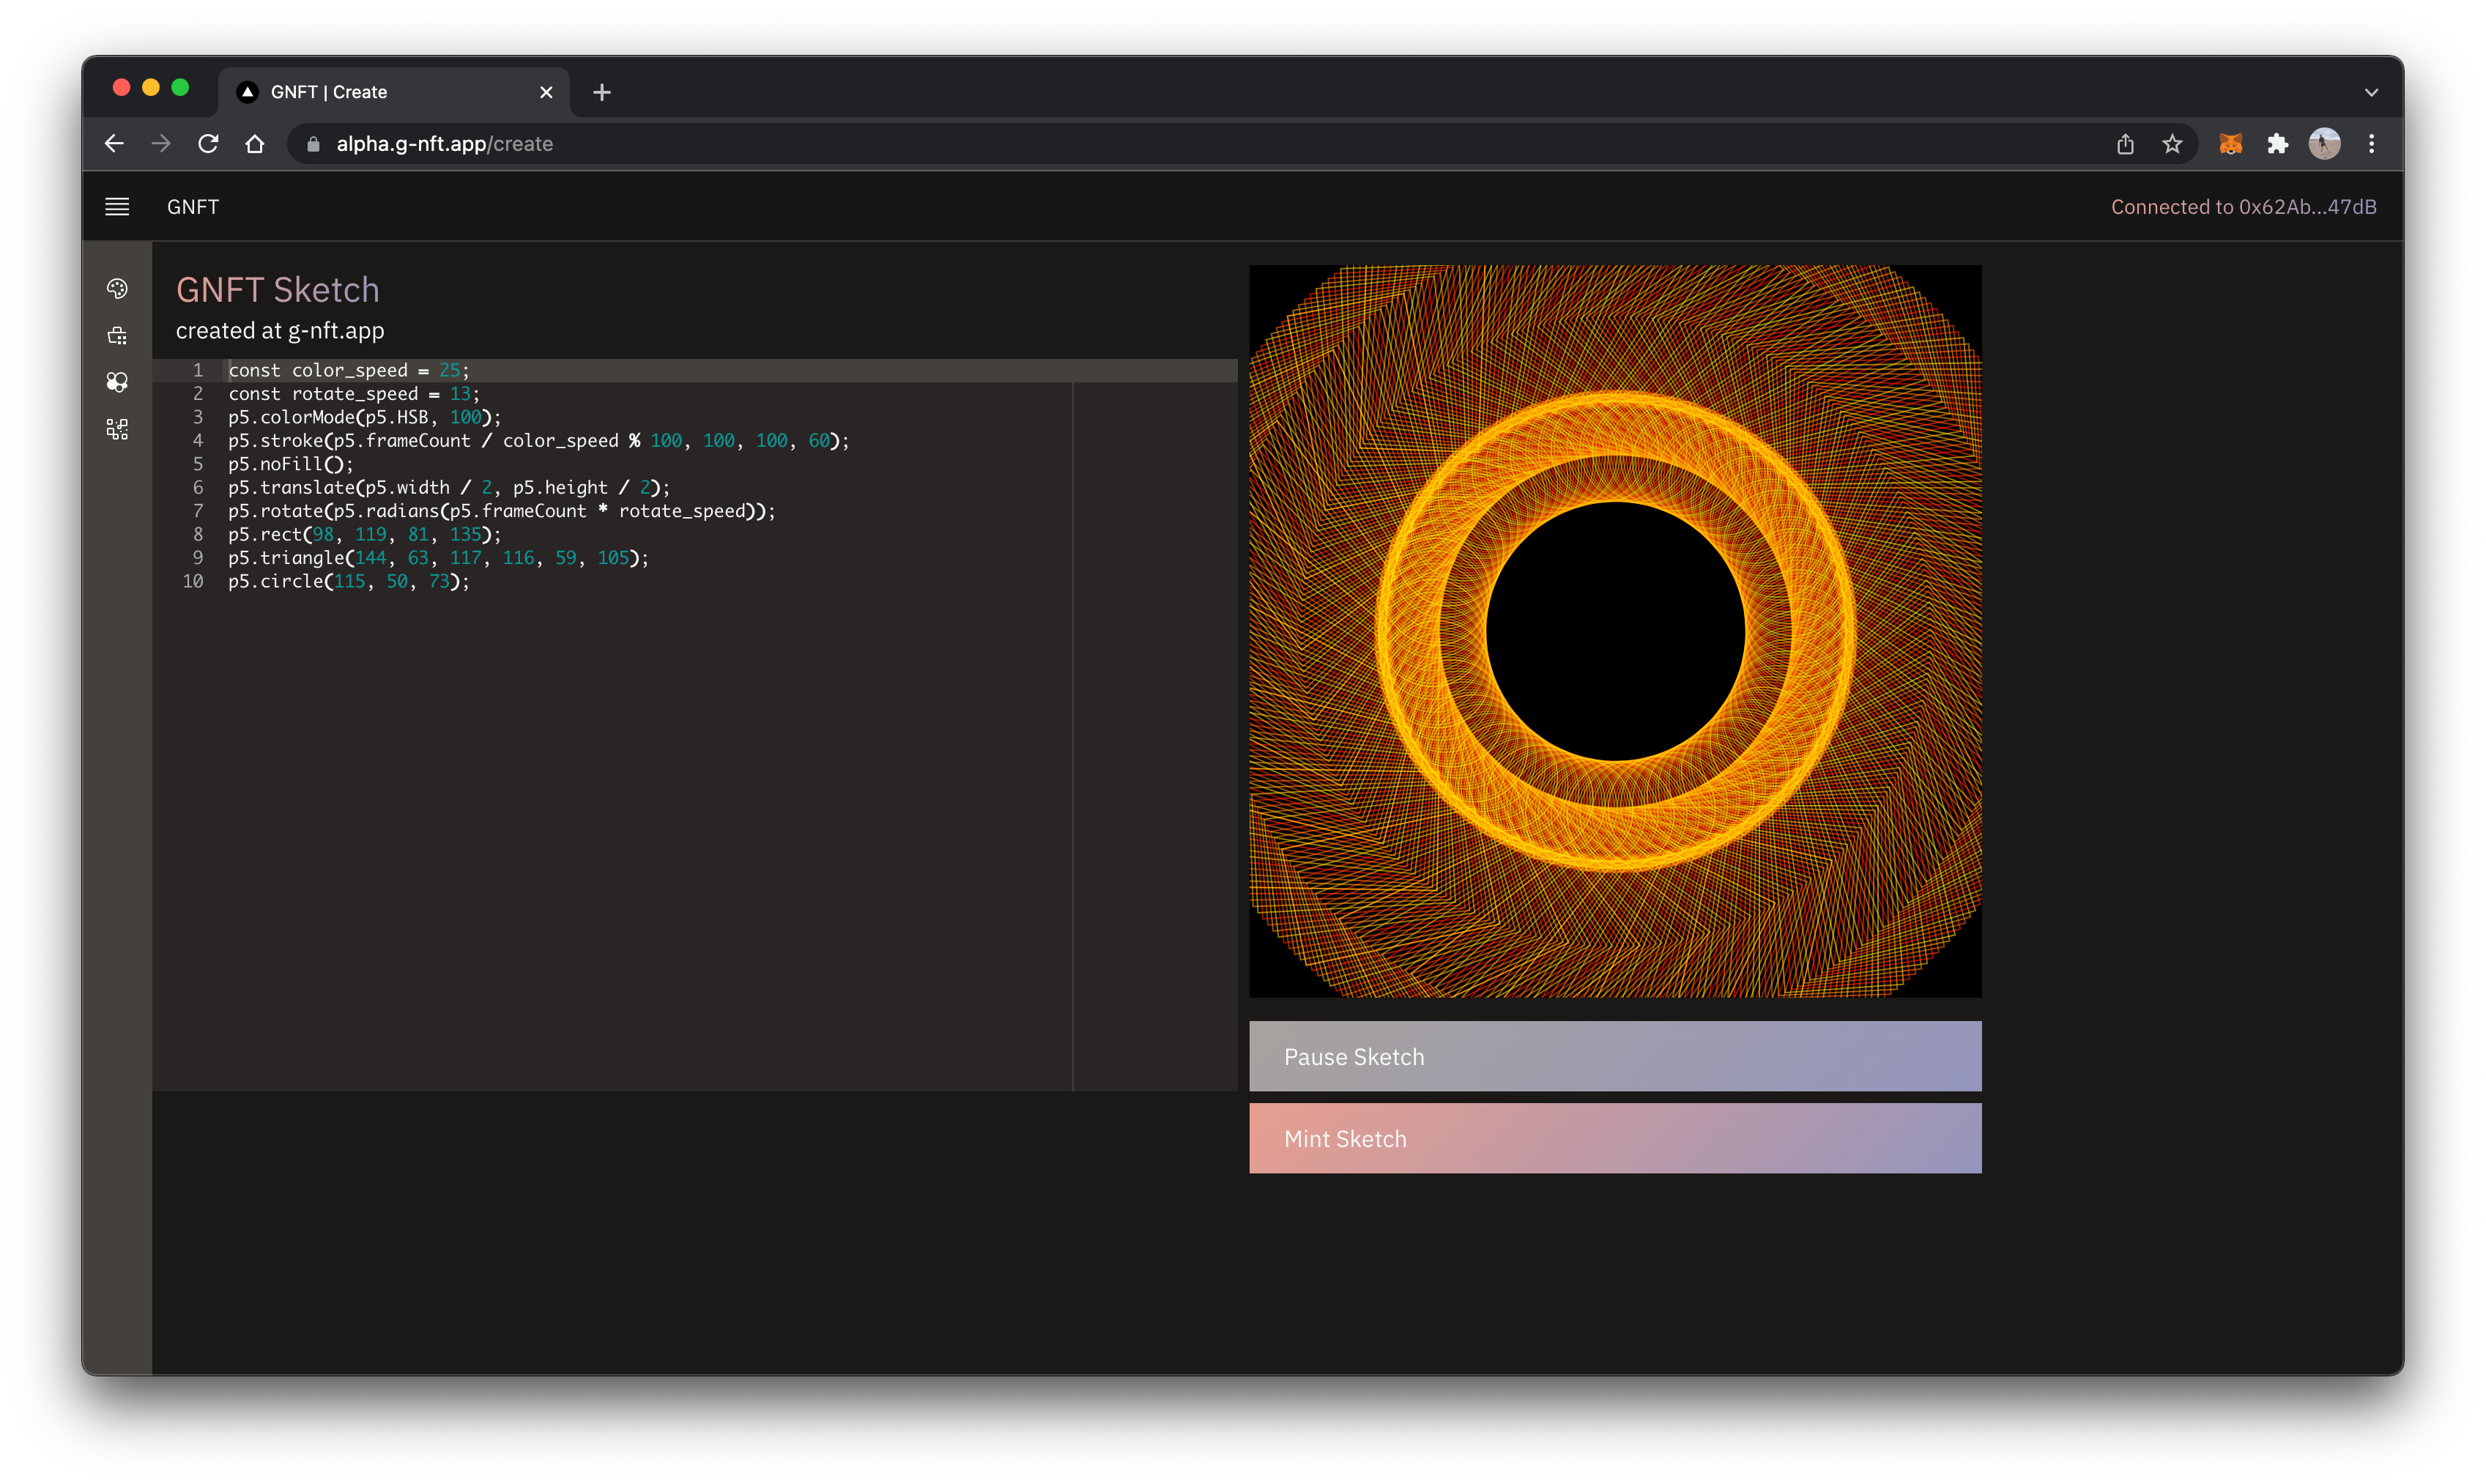 GNFT | Create
alpha.g-nft.app/create
GNFT
Connected to 0x62Ab...47dB
GNFT Sketch
created at g-nft.app
1 const color_speed = 25;
2 const rotate_speed = 13;
3 p5.colorMode(p5.HSB, 100);
4 p5.stroke(p5.frameCount / color_speed % 100, 100, 100, 60);
5 p5.noFill();
6 p5.translate(p5.width / 2, p5.height / 2);
7 p5.rotate(p5.radians(p5.frameCount * rotate_speed));
8 p5.rect(98, 119, 81, 135);
9 p5.triangle(144, 63, 117, 116, 59, 105);
10 p5.circle(115, 50, 73);
Pause Sketch
Mint Sketch